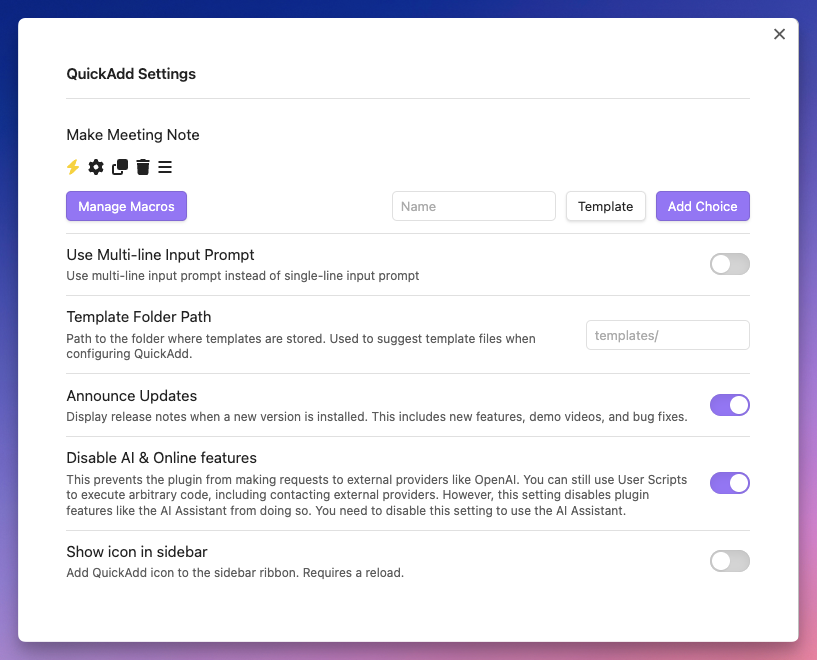 QuickAdd Settings
Make Meeting Note
Manage Macros
Name
Template
Add Choice
Use Multi-line Input Prompt
Use multi-line input prompt instead of single-line input prompt
Template Folder Path
Path to the folder where templates are stored. Used to suggest template files when
configuring QuickAdd.
templates/
Announce Updates
Display release notes when a new version is installed. This includes new features, demo videos, and bug fixes.
Disable AI & Online features
This prevents the plugin from making requests to external providers like OpenAI. You can still use User Scripts
to execute arbitrary code, including contacting external providers. However, this setting disables plugin
features like the AI Assistant from doing so. You need to disable this setting to use the AI Assistant.
Show icon in sidebar
Add QuickAdd icon to the sidebar ribbon. Requires a reload.